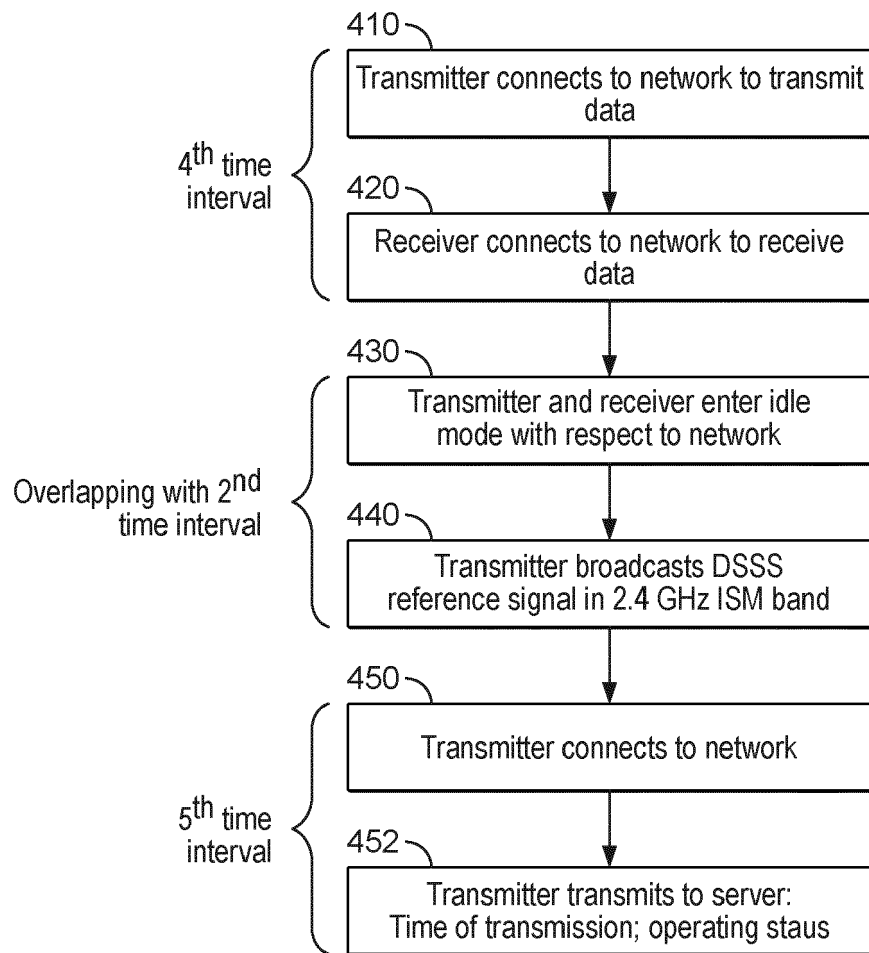 410
Transmitter connects to network to transmit
data
4th time
interval
420
Receiver connects to network to receive
data
430
Transmitter and receiver enter idle
mode with respect to network
Overlapping with 2nd
time interval
440
Transmitter broadcasts DSSS
reference signal in 2.4 GHz ISM band
450
Transmitter connects to network
5th time
interval
452
Transmitter transmits to server:
Time of transmission; operating staus